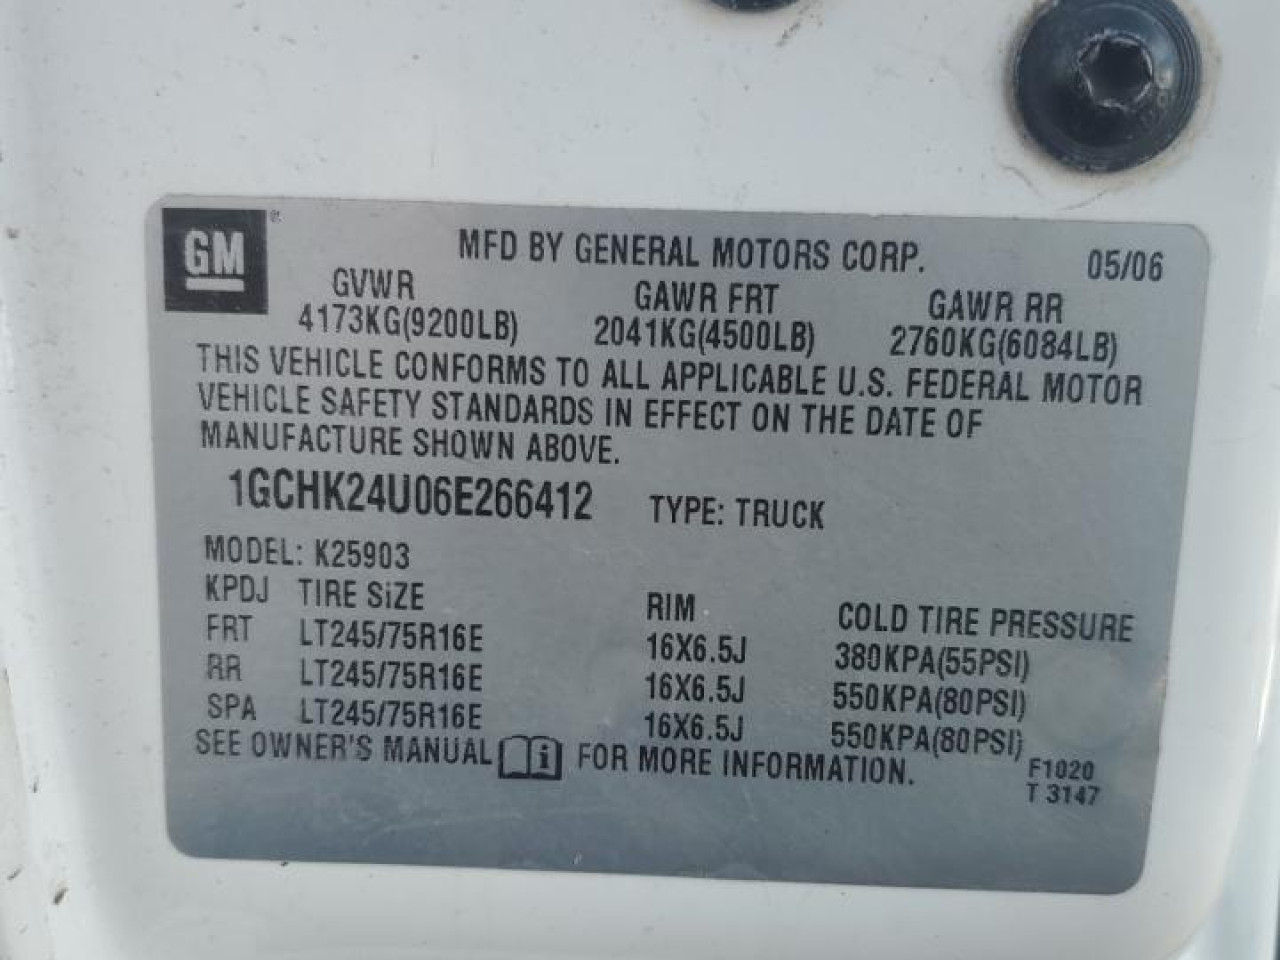 GM®
MFD BY GENERAL MOTORS CORP. 05/06
GVWR GAWR FRT GAWR RR
4173KG(9200LB) 2041KG(4500LB) 2760KG(6084LB)
THIS VEHICLE CONFORMS TO ALL APPLICABLE U.S. FEDERAL MOTOR
VEHICLE SAFETY STANDARDS IN EFFECT ON THE DATE OF
MANUFACTURE SHOWN ABOVE.
1GCHK24U06E266412 TYPE: TRUCK
MODEL: K25903
KPDJ TIRE SiZE RIM COLD TIRE PRESSURE
FRT LT245/75R16E 16X6.5J 380KPA(55PSI)
RR LT245/75R16E 16X6.5J 550KPA(80PSI)
SPA LT245/75R16E 16X6.5J 550KPA(80PSI)
SEE OWNER'S MANUAL i FOR MORE INFORMATION. F1020
T 3147